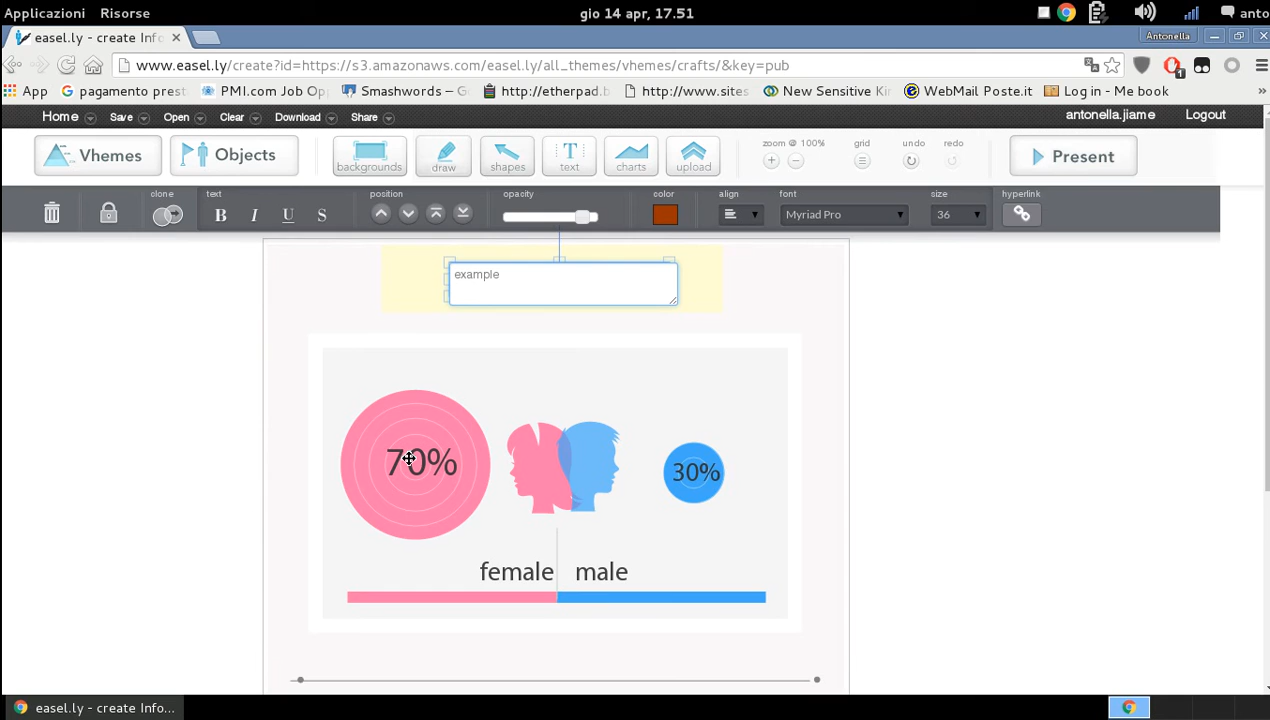 Applicazioni Risorse gio 14 apr, 17.51 anto
easel.ly - create Info Antonella
www.easel.ly/create?id=https://s3.amazonaws.com/easel.ly/all_themes/vhemes/crafts/&key=pub
App pagamento prest PMI.com Job Opp Smashwords – G http://etherpad.b http://www.sites New Sensitive Kin WebMail Poste.it Log in - Me book
Home Save Open Clear Download Share antonella.jiame Logout
Vhemes Objects backgrounds draw shapes text charts upload zoom @ 100% grid undo redo Present
clone text position opacity color align font size hyperlink
B I U S Myriad Pro 36
example
70% 30%
female male
easel.ly - create Info...